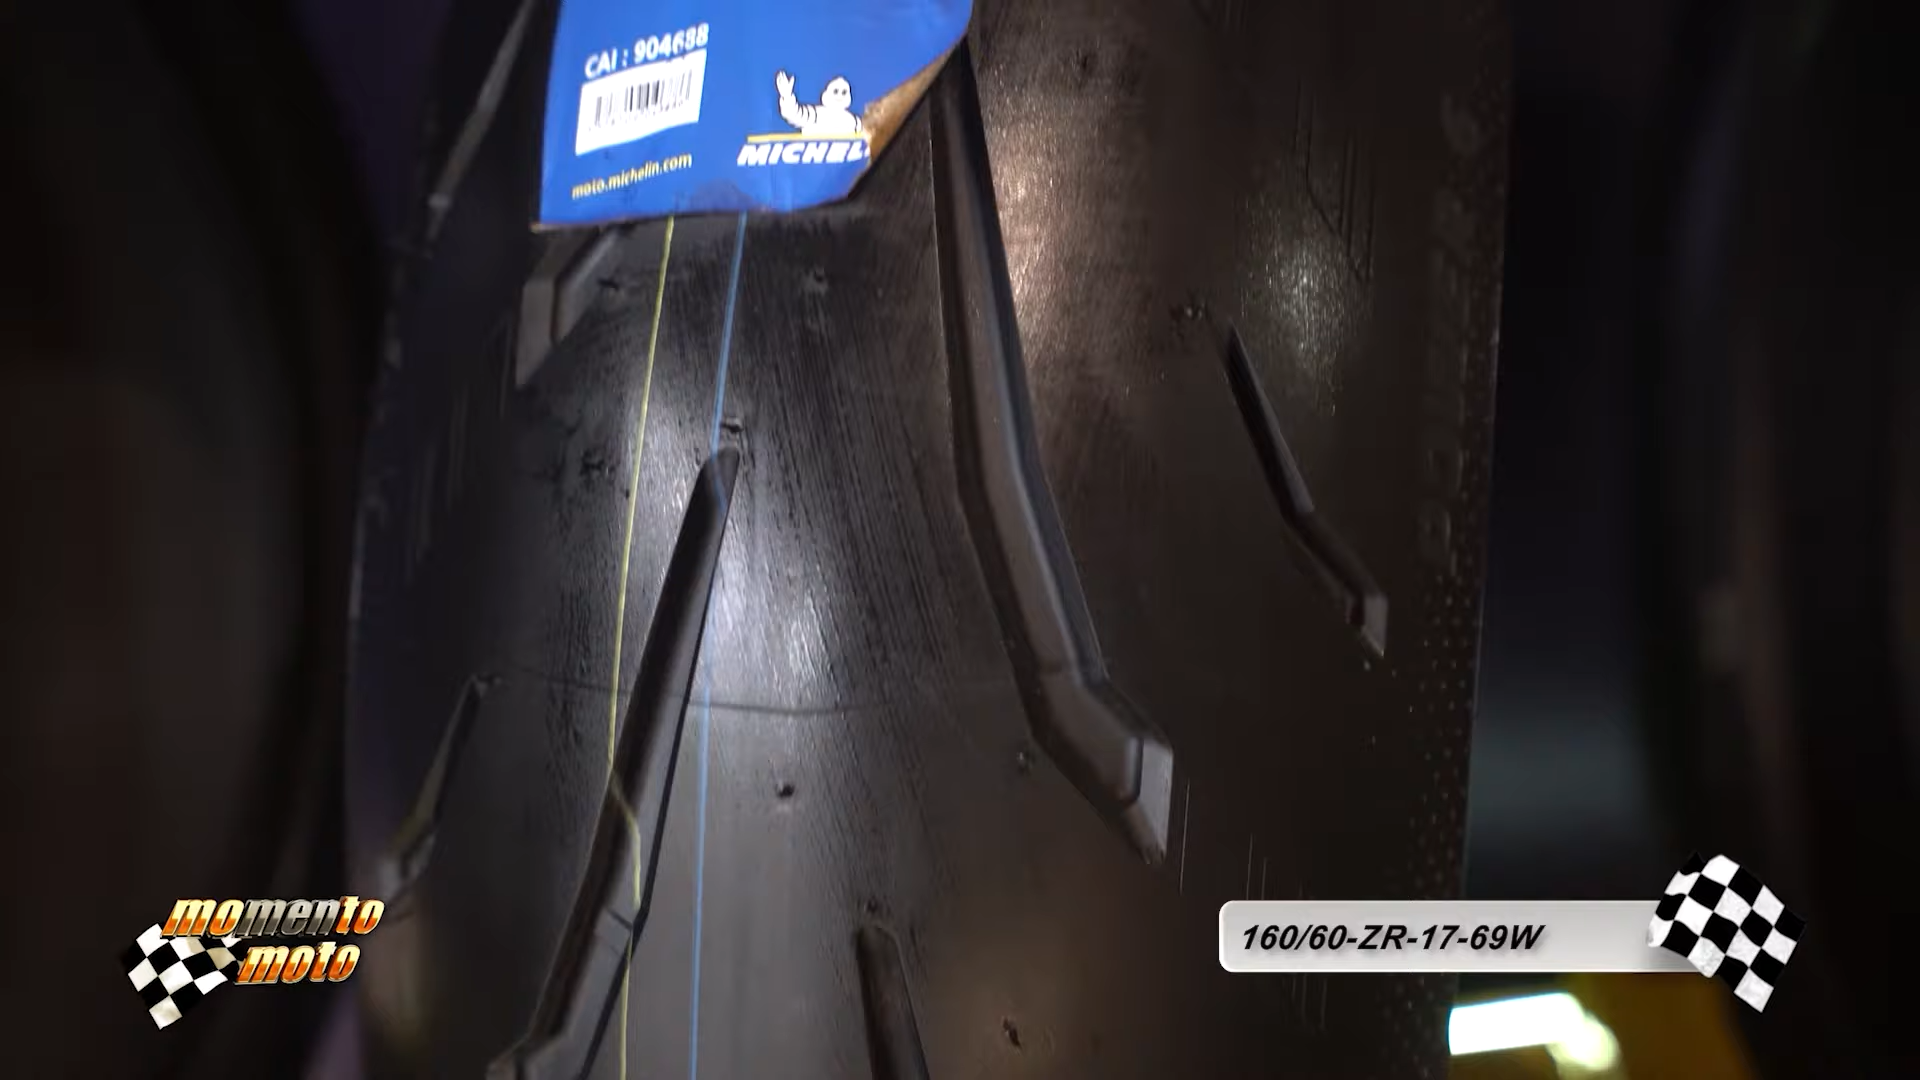 CAI : 904688
moto.michelin.com
MICHEL
momento
moto
160/60-ZR-17-69W